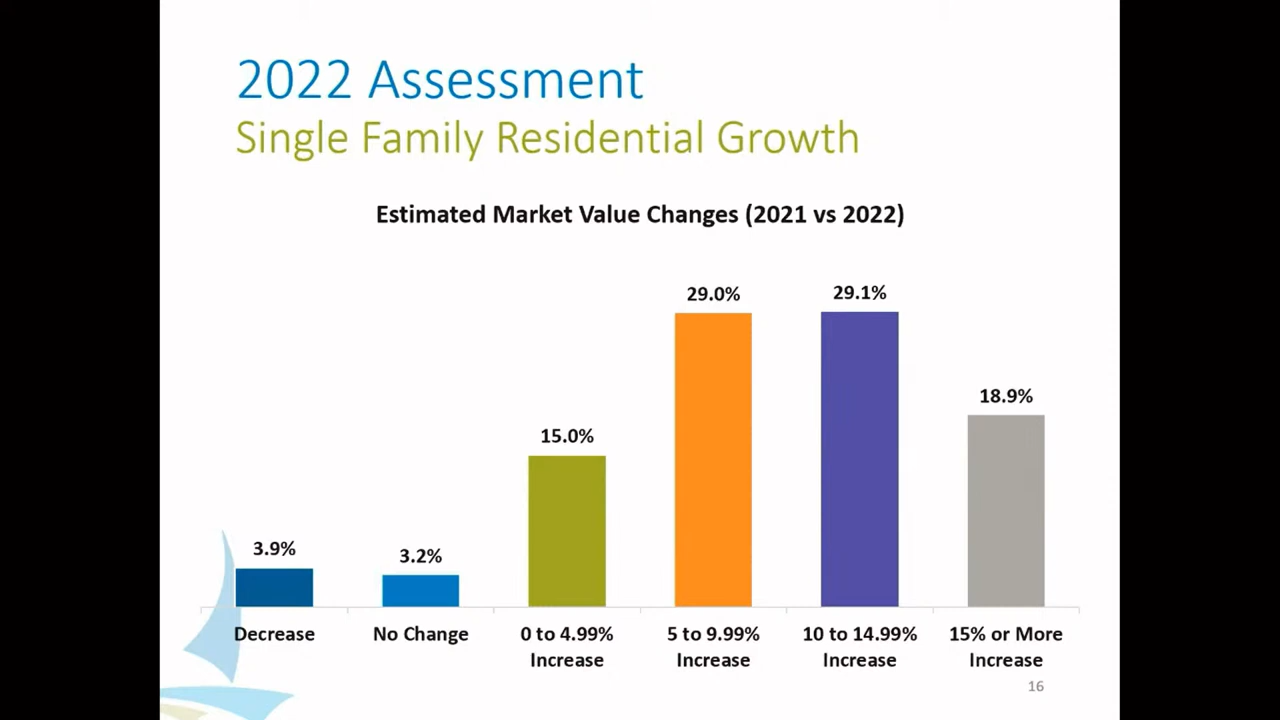 2022 Assessment
Single Family Residential Growth
Estimated Market Value Changes (2021 vs 2022)
3.9%
3.2%
15.0%
29.0%
29.1%
18.9%
Decrease
No Change
0 to 4.99%
Increase
5 to 9.99%
Increase
10 to 14.99%
Increase
15% or More
Increase
16